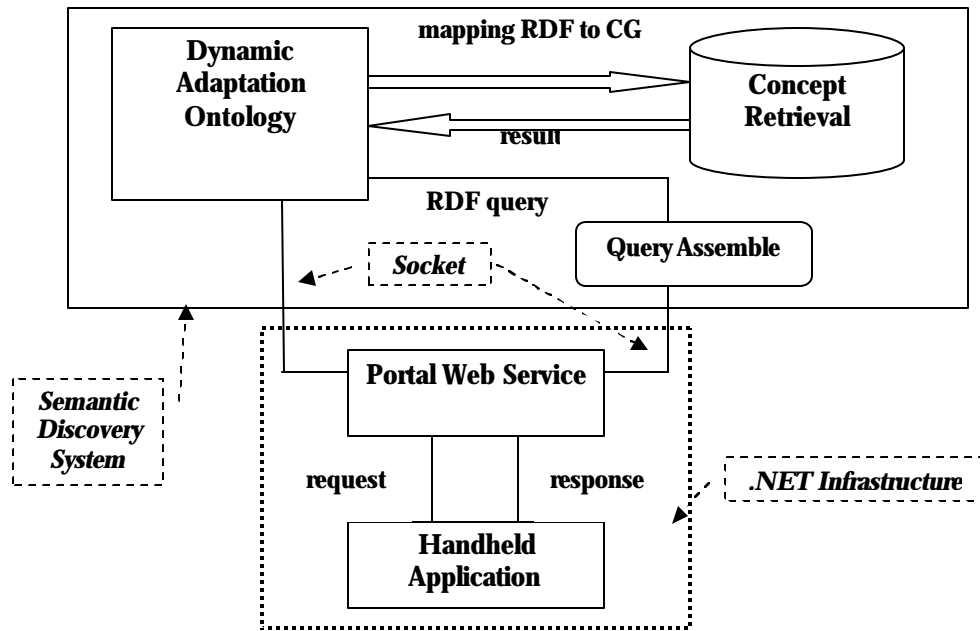 mapping RDF to CG
Dynamic
Adaptation
Ontology
Concept
Retrieval
result
RDF query
Query Assemble
Socket
Portal Web Service
Semantic
Discovery
System
request
response
.NET Infrastructure
Handheld
Application